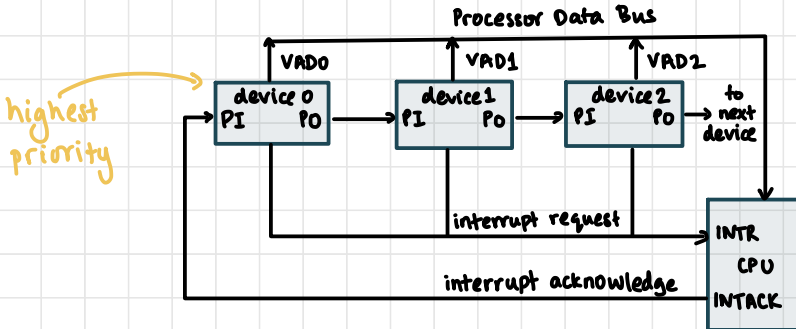 Processor Data Bus
VAD0
VAD1
VAD2
highest
priority
device 0
PI PO
device 1
PI PO
device 2
PI PO
to
next
device
interrupt request
INTR
CPU
interrupt acknowledge
INTACK